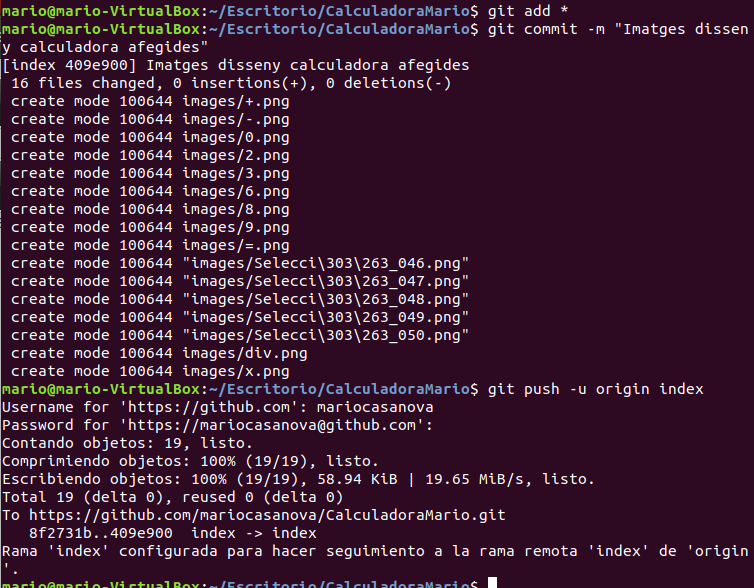 mario@mario-VirtualBox:~/Escritorio/CalculadoraMario$ git add *
mario@mario-VirtualBox:~/Escritorio/CalculadoraMario$ git commit -m "Imatges dissen
y calculadora afegides"
[index 409e900] Imatges disseny calculadora afegides
 16 files changed, 0 insertions(+), 0 deletions(-)
 create mode 100644 images/+.png
 create mode 100644 images/-.png
 create mode 100644 images/0.png
 create mode 100644 images/2.png
 create mode 100644 images/3.png
 create mode 100644 images/6.png
 create mode 100644 images/8.png
 create mode 100644 images/9.png
 create mode 100644 images/=.png
 create mode 100644 "images/Selecci\303\263_046.png"
 create mode 100644 "images/Selecci\303\263_047.png"
 create mode 100644 "images/Selecci\303\263_048.png"
 create mode 100644 "images/Selecci\303\263_049.png"
 create mode 100644 "images/Selecci\303\263_050.png"
 create mode 100644 images/div.png
 create mode 100644 images/x.png
mario@mario-VirtualBox:~/Escritorio/CalculadoraMario$ git push -u origin index
Username for 'https://github.com': mariocasanova
Password for 'https://mariocasanova@github.com':
Contando objetos: 19, listo.
Comprimiendo objetos: 100% (19/19), listo.
Escribiendo objetos: 100% (19/19), 58.94 KiB | 19.65 MiB/s, listo.
Total 19 (delta 0), reused 0 (delta 0)
To https://github.com/mariocasanova/CalculadoraMario.git
   8f2731b..409e900  index -> index
Rama 'index' configurada para hacer seguimiento a la rama remota 'index' de 'origin
'.
mario@mario-VirtualBox:~/Escritorio/CalculadoraMario$